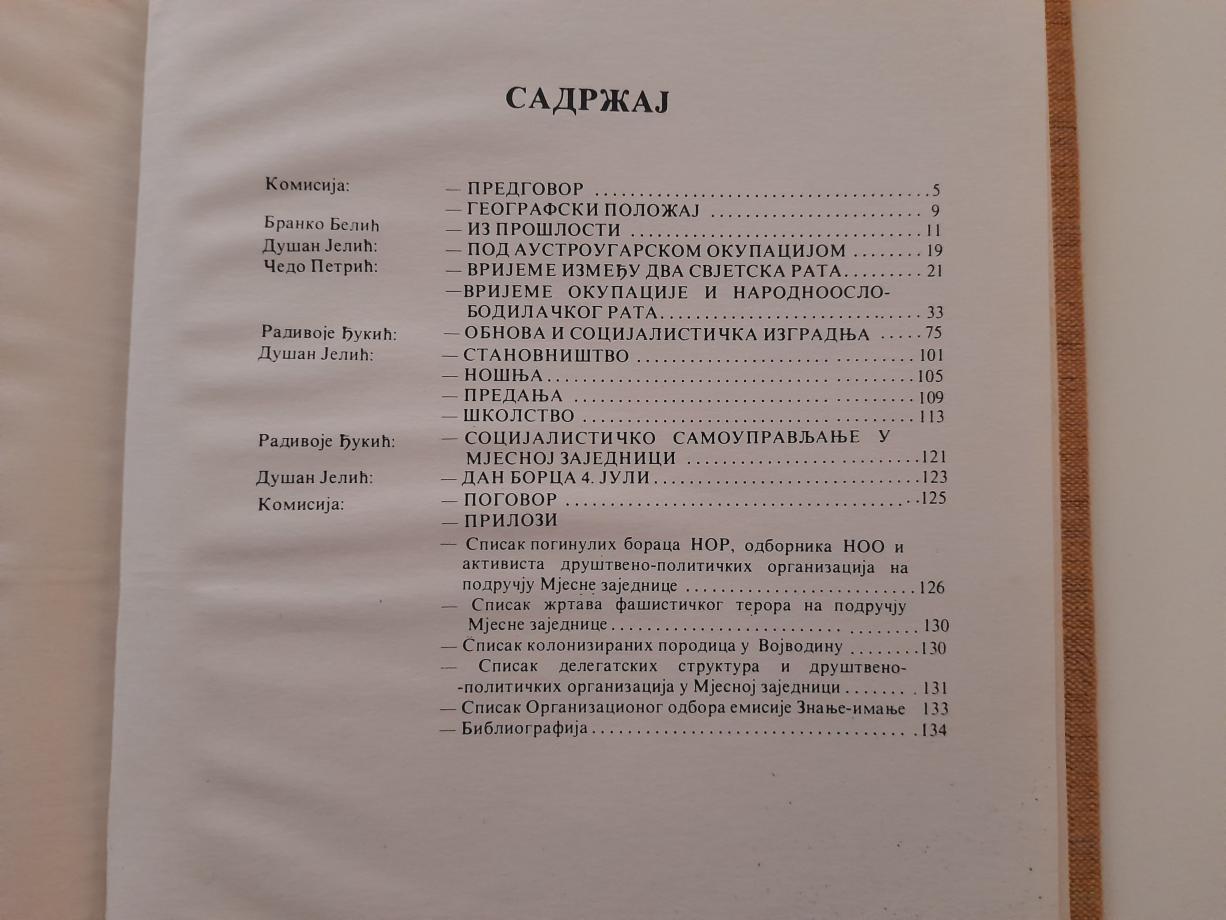 САДРЖАЈ
Комисија: — ПРЕДГОВОР ..................................... 5
— ГЕОГРАФСКИ ПОЛОЖАЈ ........................ 9
Бранко Белић — ИЗ ПРОШЛОСТИ ................................. 11
Душан Јелић: — ПОД АУСТРОУГАРСКОМ ОКУПАЦИЈОМ ........ 19
Чедо Петрић: — ВРИЈЕМЕ ИЗМЕЂУ ДВА СВЈЕТСКА РАТА......... 21
—ВРИЈЕМЕ ОКУПАЦИЈЕ И НАРОДНООСЛО-
БОДИЛАЧКОГ РАТА.............................. 33
Радивоје Ђукић: — ОБНОВА И СОЦИЈАЛИСТИЧКА ИЗГРАДЊА ..... 75
Душан Јелић: — СТАНОВНИШТВО ................................ 101
— НОШЊА.......................................... 105
— ПРЕДАЊА ....................................... 109
— ШКОЛСТВО ...................................... 113
Радивоје Ђукић: — СОЦИЈАЛИСТИЧКО САМОУПРАВЉАЊЕ У
МЈЕСНОЈ ЗАЈЕДНИЦИ .......................... 121
Душан Јелић: — ДАН БОРЦА 4. ЈУЛИ.............................. 123
Комисија: — ПОГОВОР ........................................ 125
— ПРИЛОЗИ
— Списак погинулих бораца НОР, одборника НОО и
активиста друштвено-политичких организација на
подручју Мјесне заједнице .......................... 126
— Списак жртава фашистичког терора на подручју
Мјесне заједнице.................................. 130
— Списак колонизираних породица у Војводину ........ 130
— Списак делегатских структура и друштвено-
-политичких организација у Мјесној заједници ........ 131
— Списак Организационог одбора емисије Знање-имање 133
— Библиографија..................................... 134